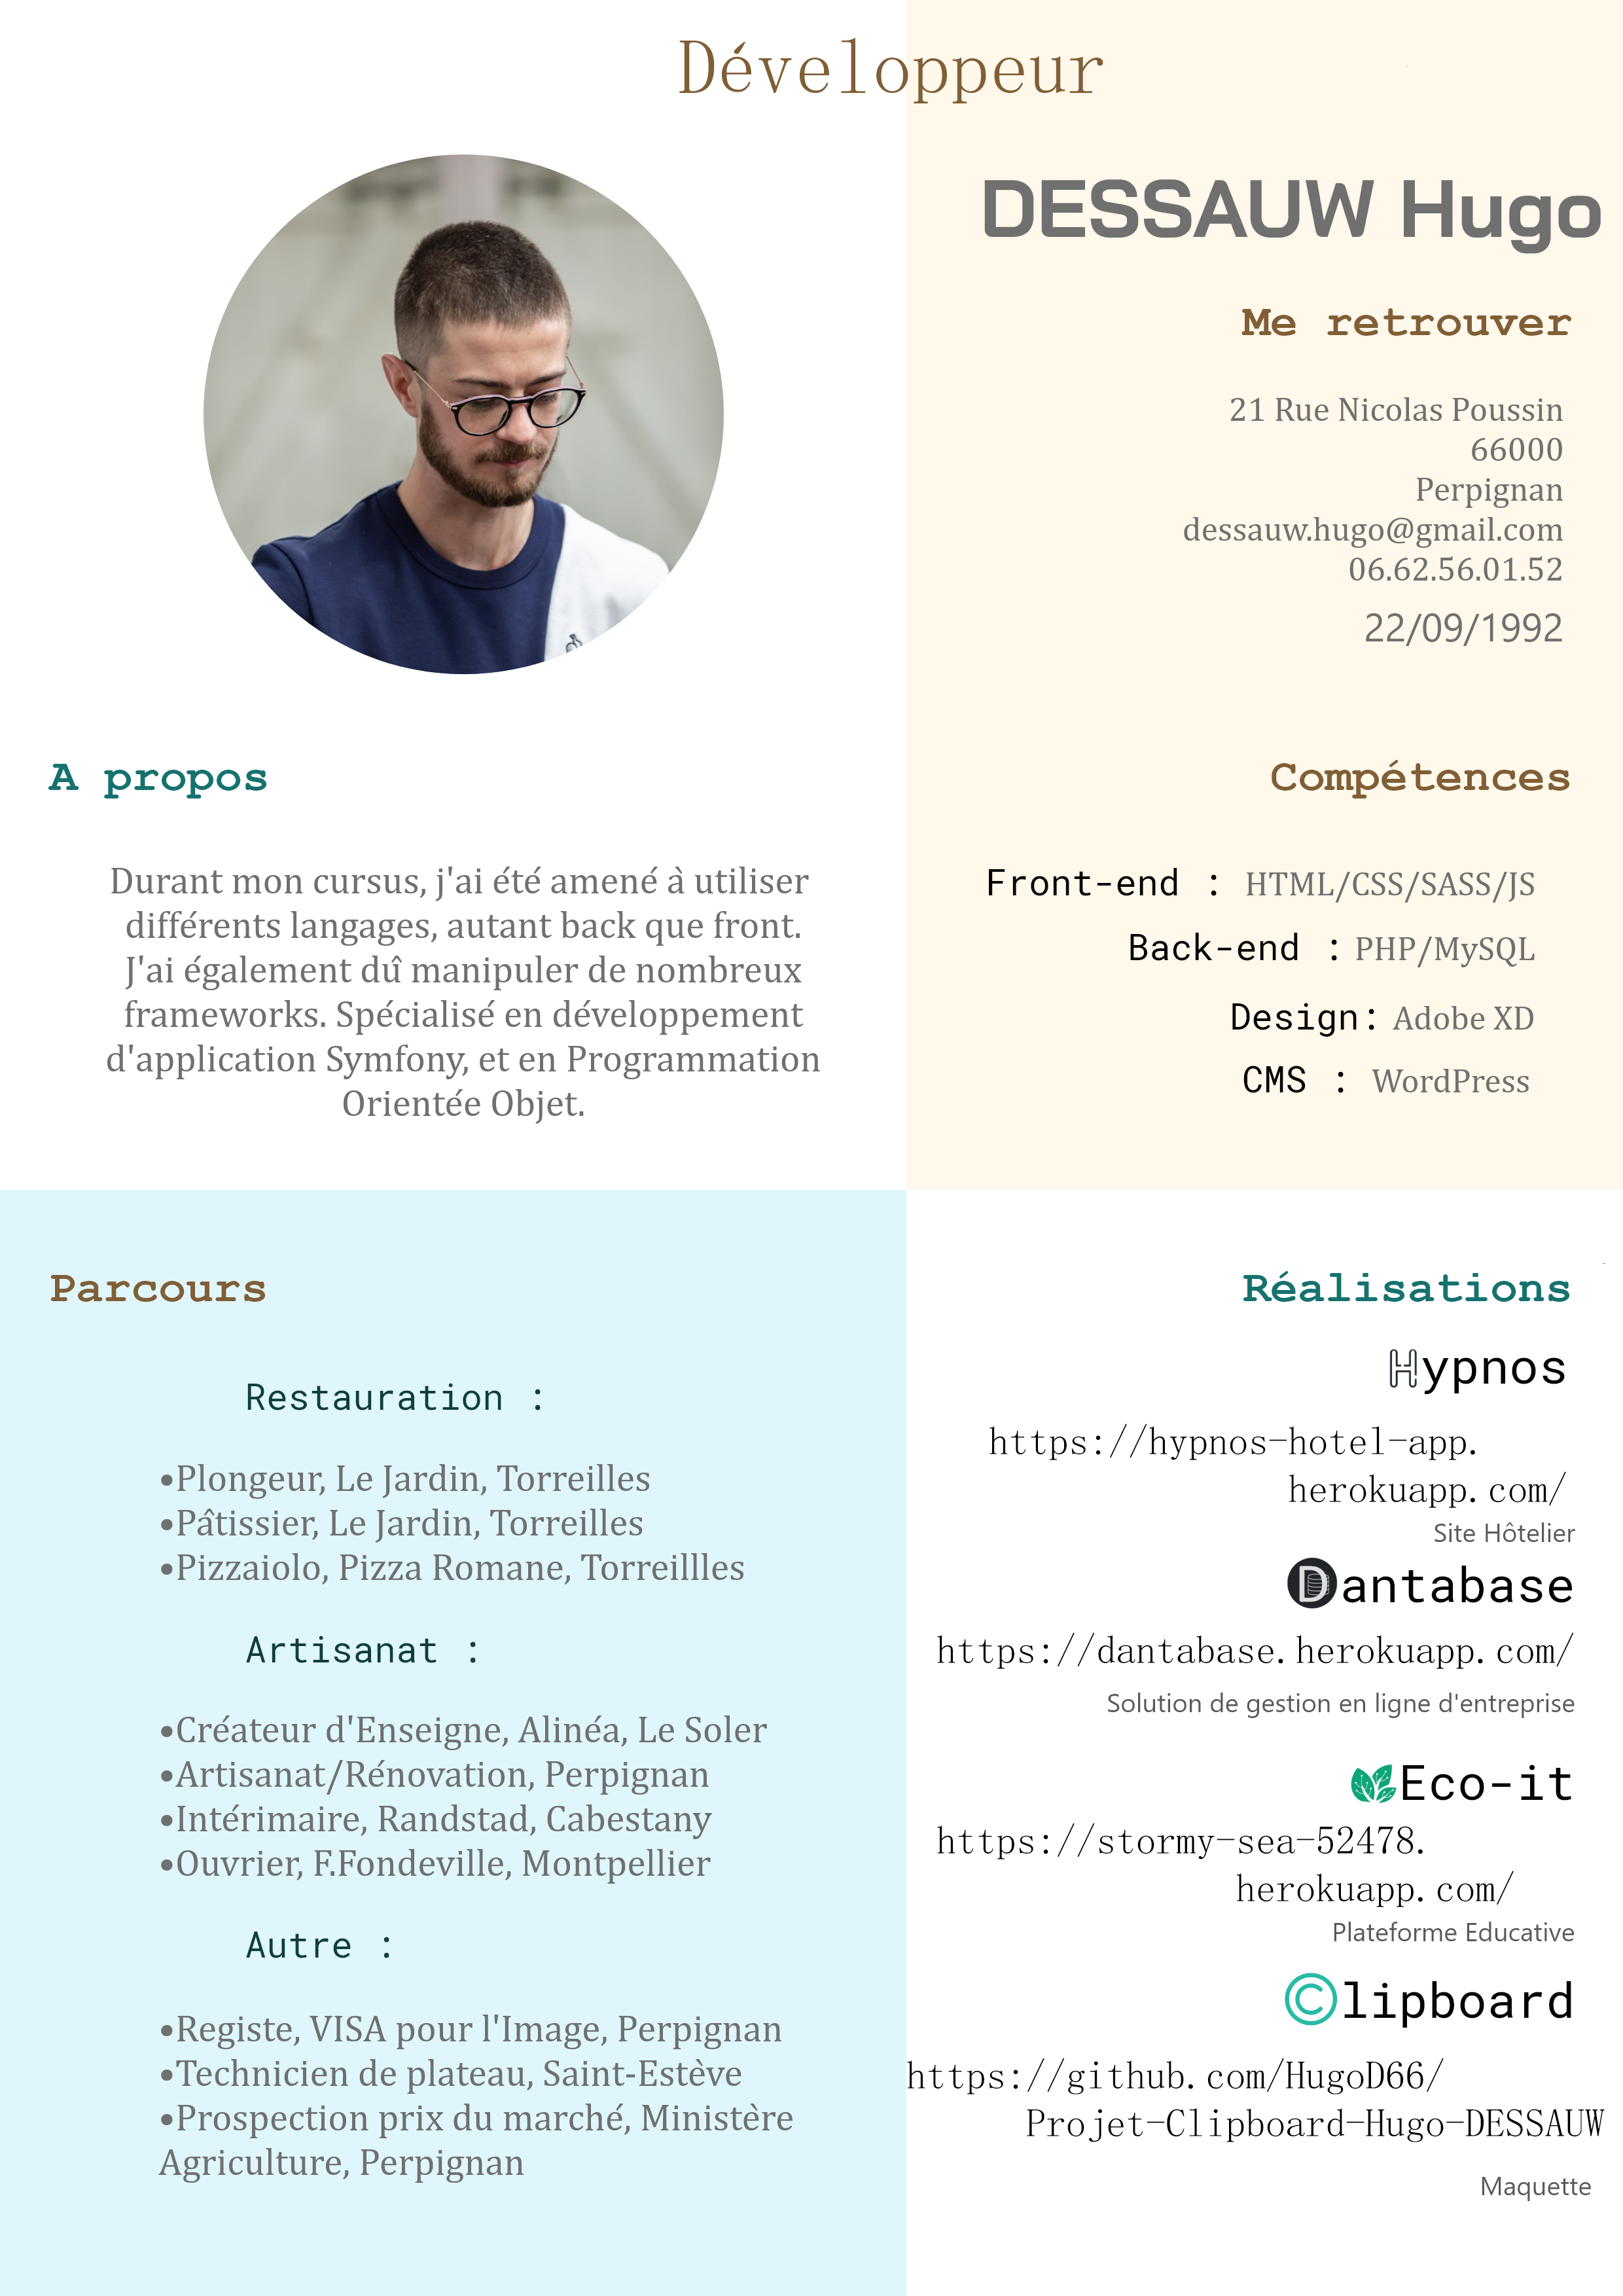 Développeur
DESSAUW Hugo
Me retrouver
21 Rue Nicolas Poussin
66000
Perpignan
dessauw.hugo@gmail.com
06.62.56.01.52
22/09/1992
A propos
Durant mon cursus, j'ai été amené à utiliser
différents langages, autant back que front.
J'ai également dû manipuler de nombreux
frameworks. Spécialisé en développement
d'application Symfony, et en Programmation
Orientée Objet.
Compétences
Front-end : HTML/CSS/SASS/JS
Back-end : PHP/MySQL
Design: Adobe XD
CMS : WordPress
Parcours
Restauration :
•Plongeur, Le Jardin, Torreilles
•Pâtissier, Le Jardin, Torreilles
•Pizzaiolo, Pizza Romane, Torreillles
Artisanat :
•Créateur d'Enseigne, Alinéa, Le Soler
•Artisanat/Rénovation, Perpignan
•Intérimaire, Randstad, Cabestany
•Ouvrier, F.Fondeville, Montpellier
Autre :
•Registe, VISA pour l'Image, Perpignan
•Technicien de plateau, Saint-Estève
•Prospection prix du marché, Ministère
Agriculture, Perpignan
Réalisations
Hypnos
https://hypnos-hotel-app.
herokuapp.com/
Site Hôtelier
Dantabase
https://dantabase.herokuapp.com/
Solution de gestion en ligne d'entreprise
Eco-it
https://stormy-sea-52478.
herokuapp.com/
Plateforme Educative
Clipboard
https://github.com/HugoD66/
Projet-Clipboard-Hugo-DESSAUW
Maquette